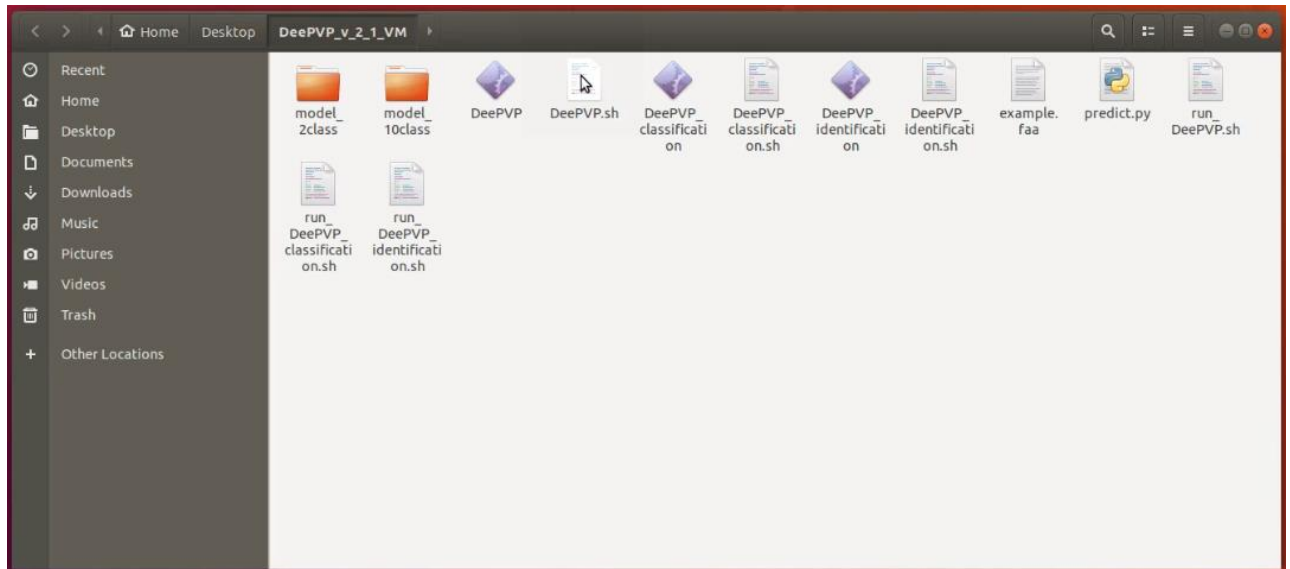 Home Desktop DeePVP_v_2_1_VM
Recent
Home
Desktop
Documents
Downloads
Music
Pictures
Videos
Trash
Other Locations
model_
2class
model_
10class
DeePVP
DeePVP.sh
DeePVP_
classificati
on
DeePVP_
classificati
on.sh
DeePVP_
identificati
on
DeePVP_
identificati
on.sh
example.
faa
predict.py
run_
DeePVP.sh
run_
DeePVP_
classificati
on.sh
run_
DeePVP_
identificati
on.sh